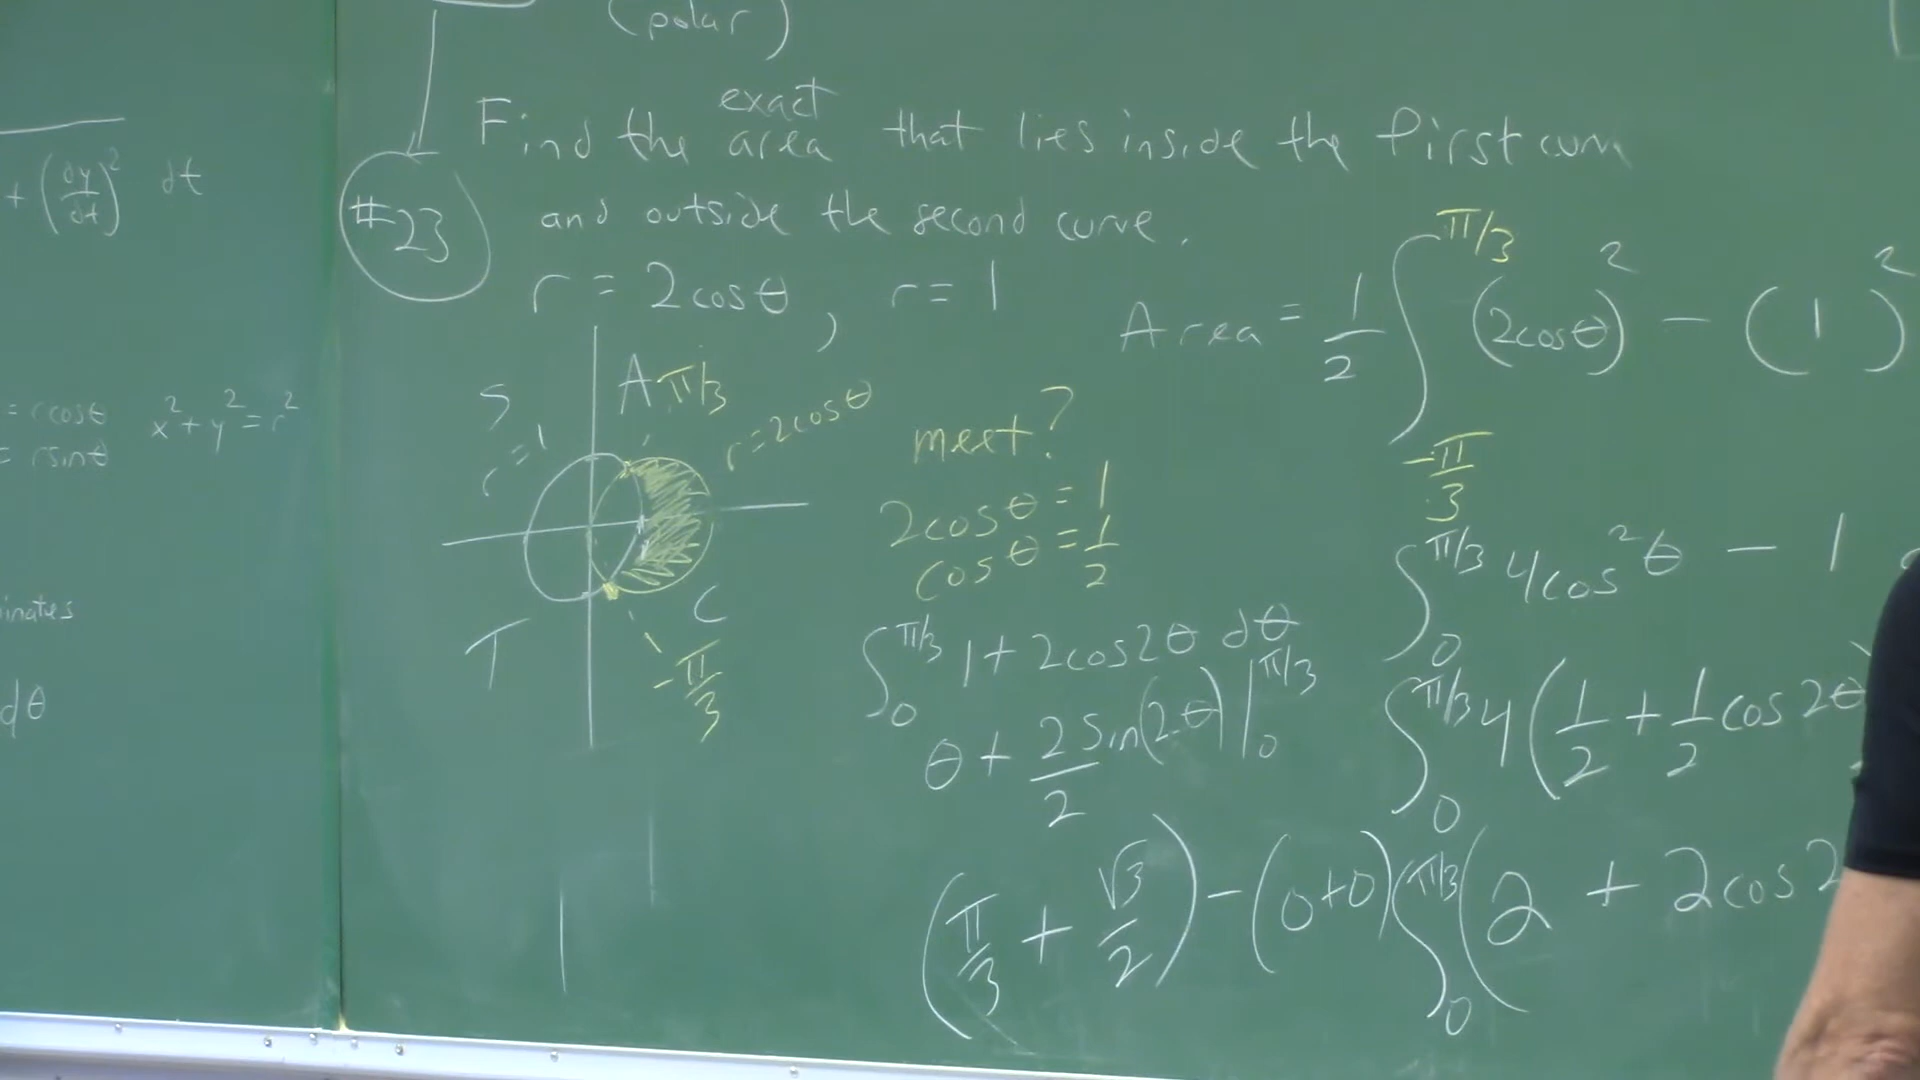 (polar)
Find the exact area that lies inside the first curv
#23 and outside the second curve.
r = 2cosθ, r = 1
+ (dy/dt)² dt
= rcosθ x² + y² = r²
= rsinθ
inates
dθ
S A π/3
r=1 r=2cosθ
T C
-π/3
meet?
2cosθ = 1
cosθ = 1/2
∫₀^π/3 1 + 2cos2θ dθ
θ + 2sin(2θ)/2 |₀^π/3
(π/3 + √3/2) - (0+0)
Area = 1/2 ∫_-π/3^π/3 (2cosθ)² - (1)²
∫₀^π/3 4cos²θ - 1
∫₀^π/3 4(1/2 + 1/2 cos2θ)
∫₀^π/3 (2 + 2cos2